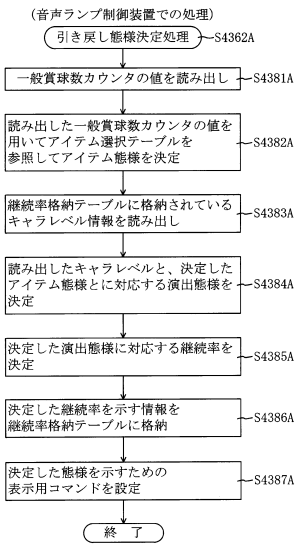 （音声ランプ制御装置での処理）
引き戻し態様決定処理
S4362A
一般賞球数カウンタの値を読み出し
S4381A
読み出した一般賞球数カウンタの値を
用いてアイテム選択テーブルを
参照してアイテム態様を決定
S4382A
継続率格納テーブルに格納されている
キャラレベル情報を読み出し
S4383A
読み出したキャラレベルと、決定した
アイテム態様とに対応する演出態様を
決定
S4384A
決定した演出態様に対応する継続率を
決定
S4385A
決定した継続率を示す情報を
継続率格納テーブルに格納
S4386A
決定した態様を示すための
表示用コマンドを設定
S4387A
終 了